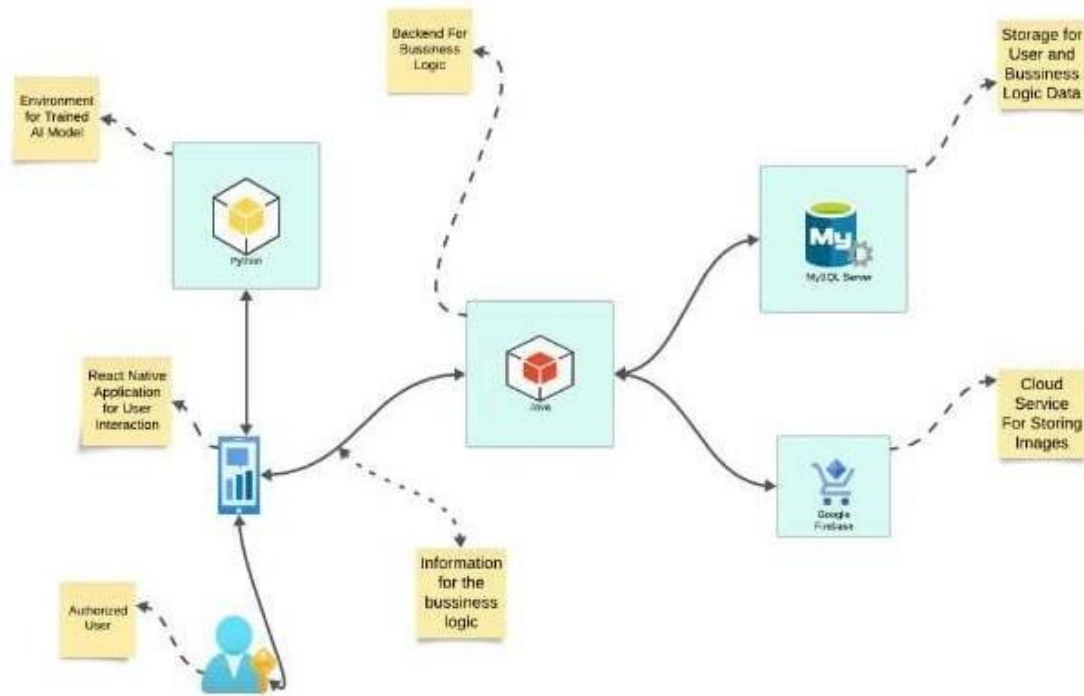 Backend For
Bussiness
Logic
Storage for
User and
Bussiness
Logic Data
Environment
for Trained
AI Model
Python
My
MySQL Server
React Native
Application
for User
Interaction
Java
Cloud
Service
For Storing
Images
Google
Firebase
Information
for the
bussiness
logic
Authorized
User